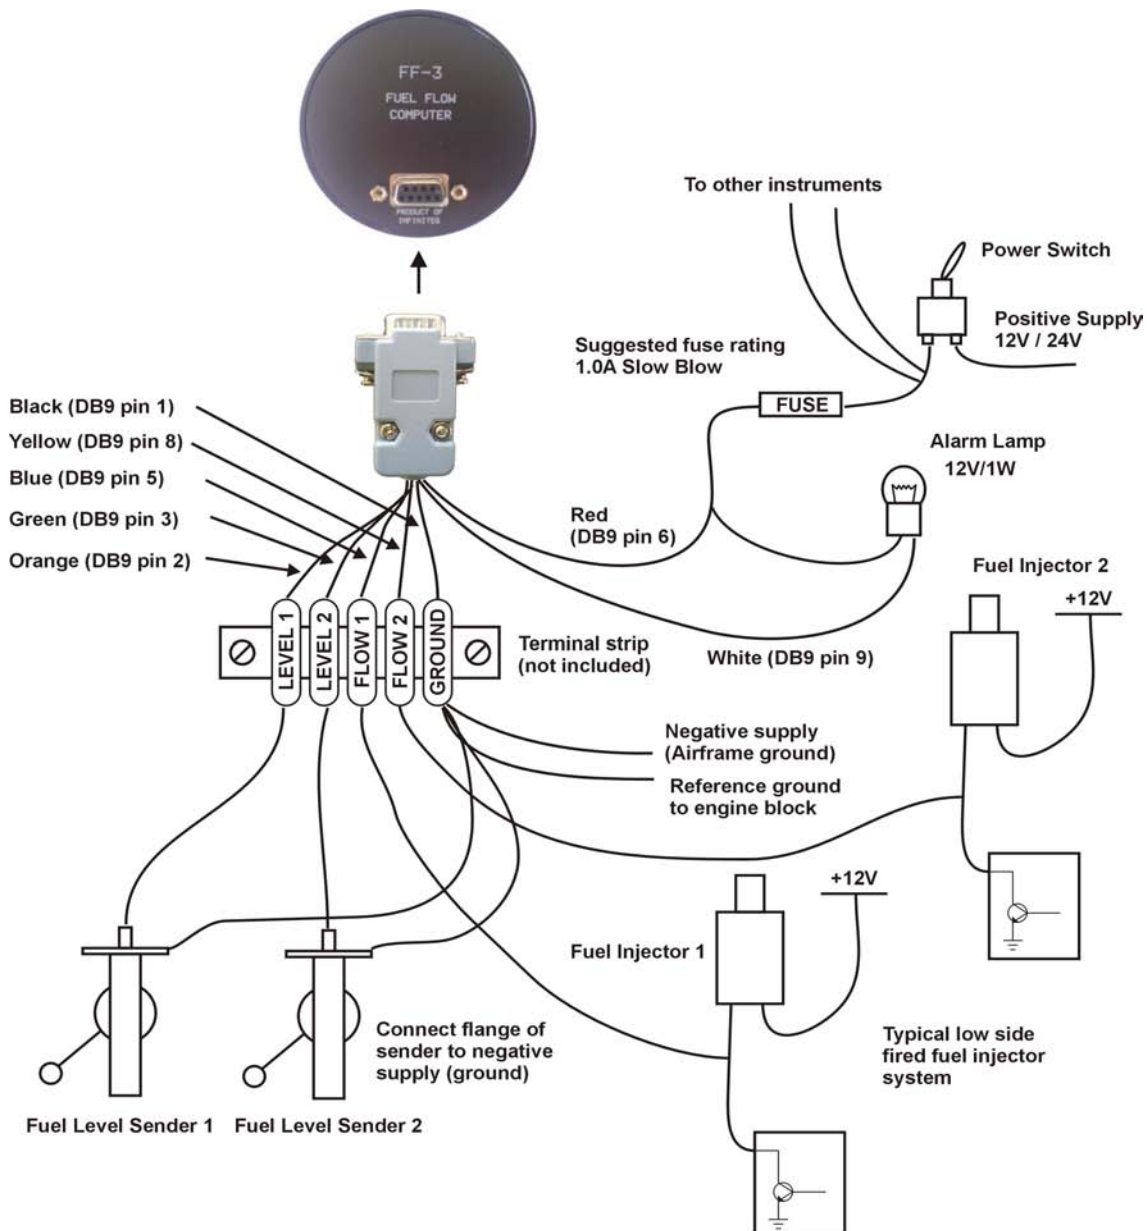 FF-3
FUEL FLOW
COMPUTER
PRODUCT OF
INFINITEQ
To other instruments
Power Switch
Positive Supply
12V / 24V
Suggested fuse rating
1.0A Slow Blow
FUSE
Black (DB9 pin 1)
Yellow (DB9 pin 8)
Blue (DB9 pin 5)
Green (DB9 pin 3)
Orange (DB9 pin 2)
Alarm Lamp
12V/1W
Red
(DB9 pin 6)
Fuel Injector 2
+12V
LEVEL 1
LEVEL 2
FLOW 1
FLOW 2
GROUND
Terminal strip
(not included)
White (DB9 pin 9)
Negative supply
(Airframe ground)
Reference ground
to engine block
+12V
Fuel Injector 1
Connect flange of
sender to negative
supply (ground)
Typical low side
fired fuel injector
system
Fuel Level Sender 1
Fuel Level Sender 2